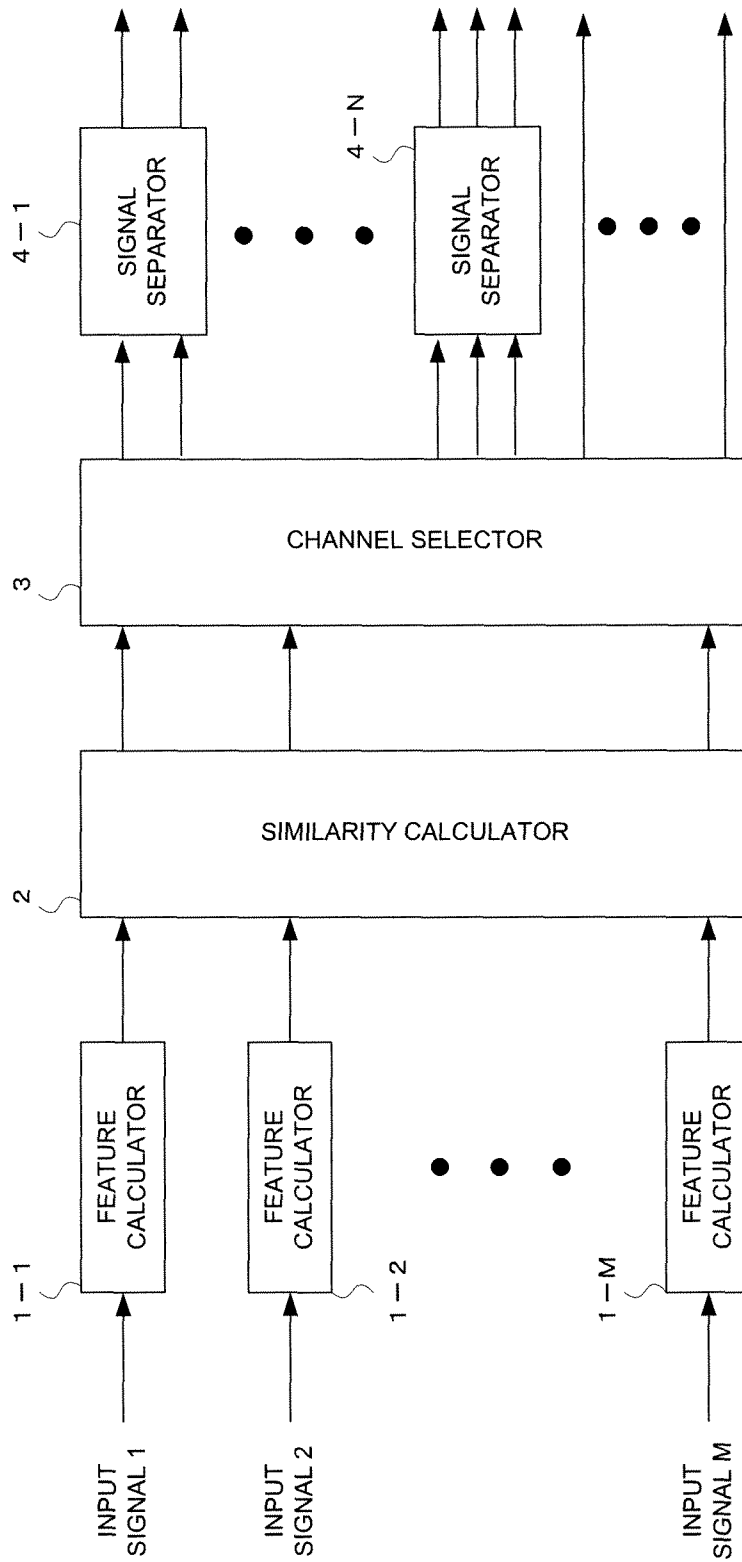 INPUT
SIGNAL 1
1－1
FEATURE
CALCULATOR
INPUT
SIGNAL 2
1－2
FEATURE
CALCULATOR
INPUT
SIGNAL M
1－M
FEATURE
CALCULATOR
2
SIMILARITY CALCULATOR
3
CHANNEL SELECTOR
4－1
SIGNAL
SEPARATOR
4－N
SIGNAL
SEPARATOR